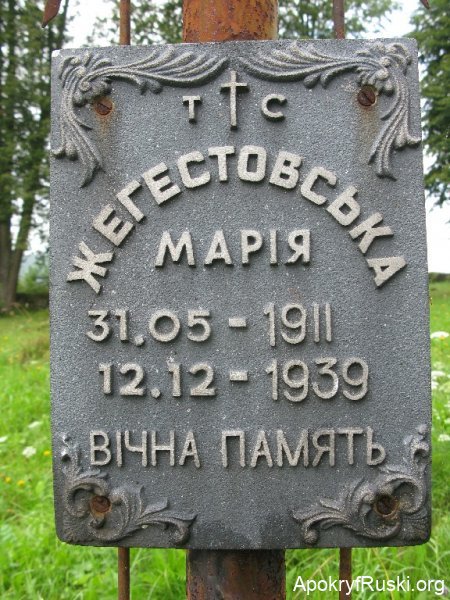 Т † С
ЖЕГЕСТОВСЬКА
МАРІЯ
31.05 - 1911
12.12 - 1939
ВІЧНА ПАМЯТЬ
ApokryfRuski.org